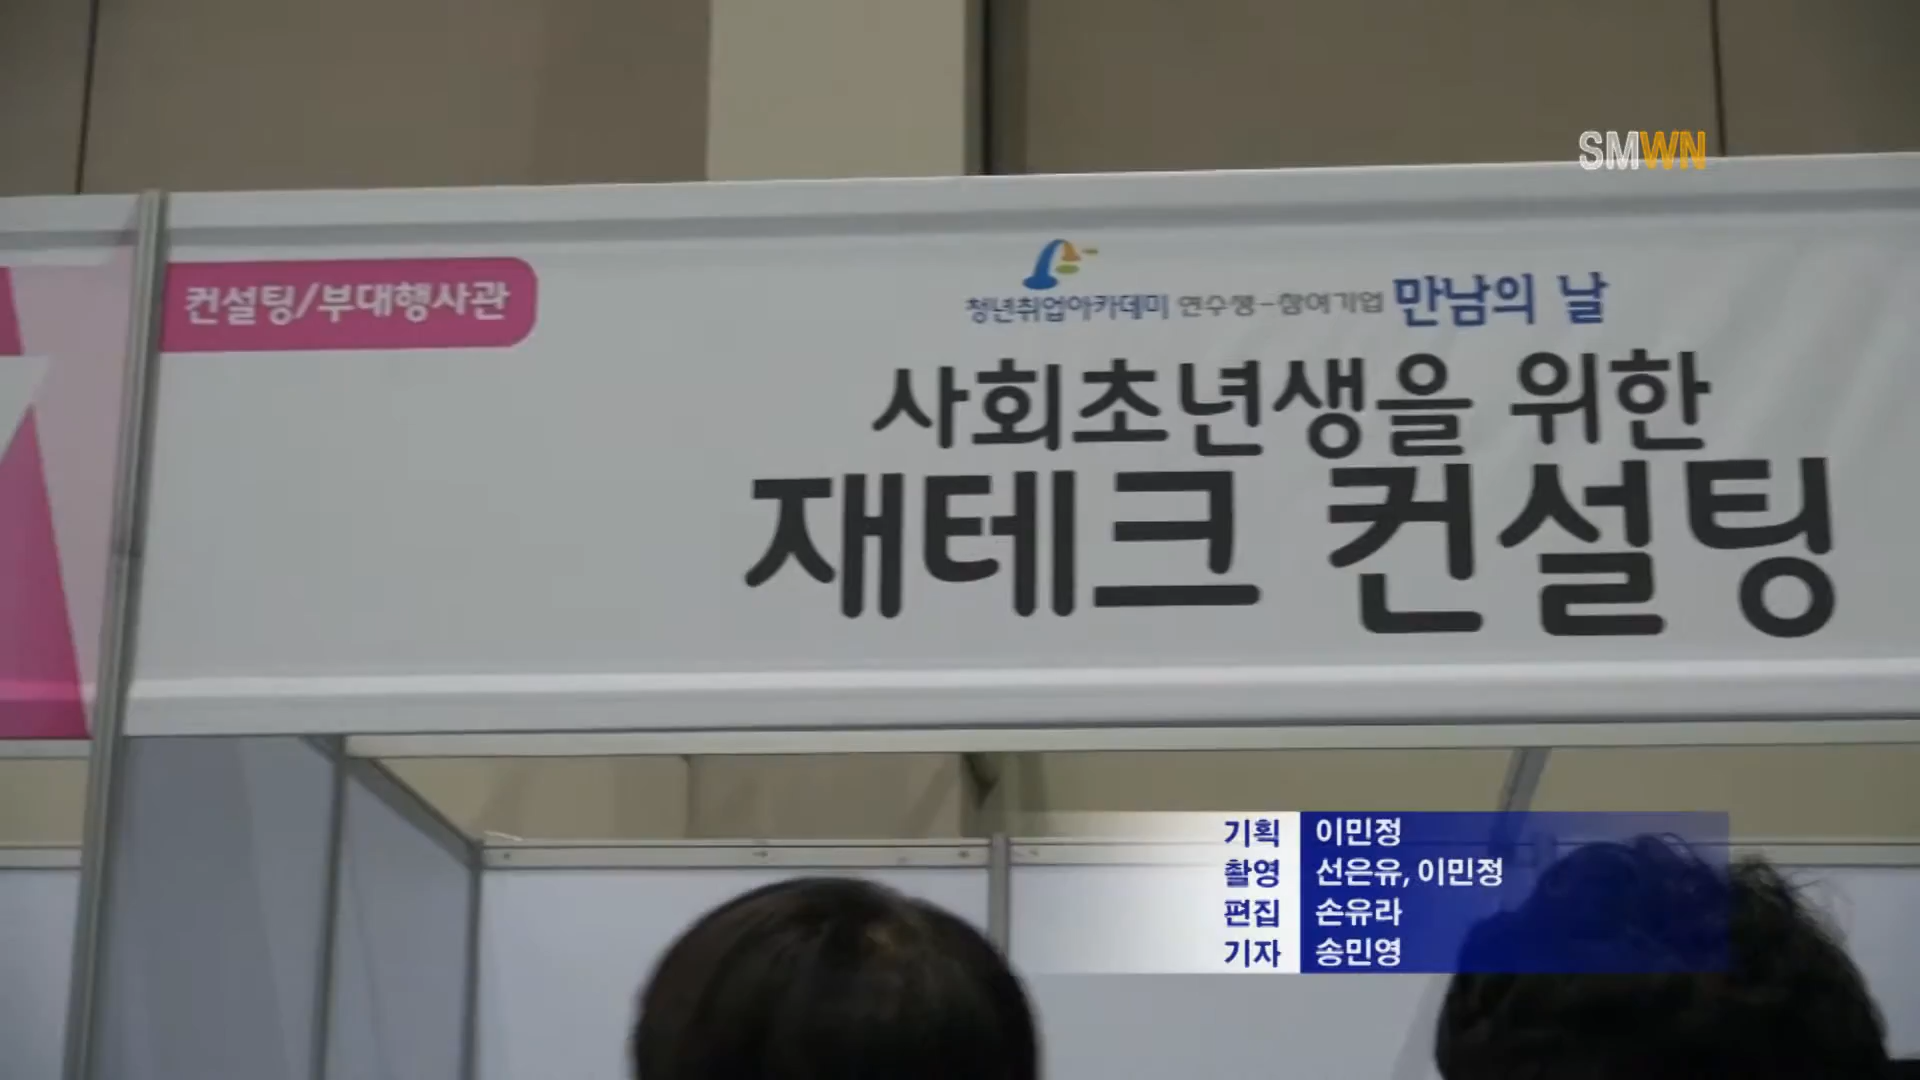 SMWN
컨설팅/부대행사관
청년취업아카데미 연수생-참여기업 만남의 날
사회초년생을 위한
재테크 컨설팅
기획 이민정
촬영 선은유, 이민정
편집 손유라
기자 송민영